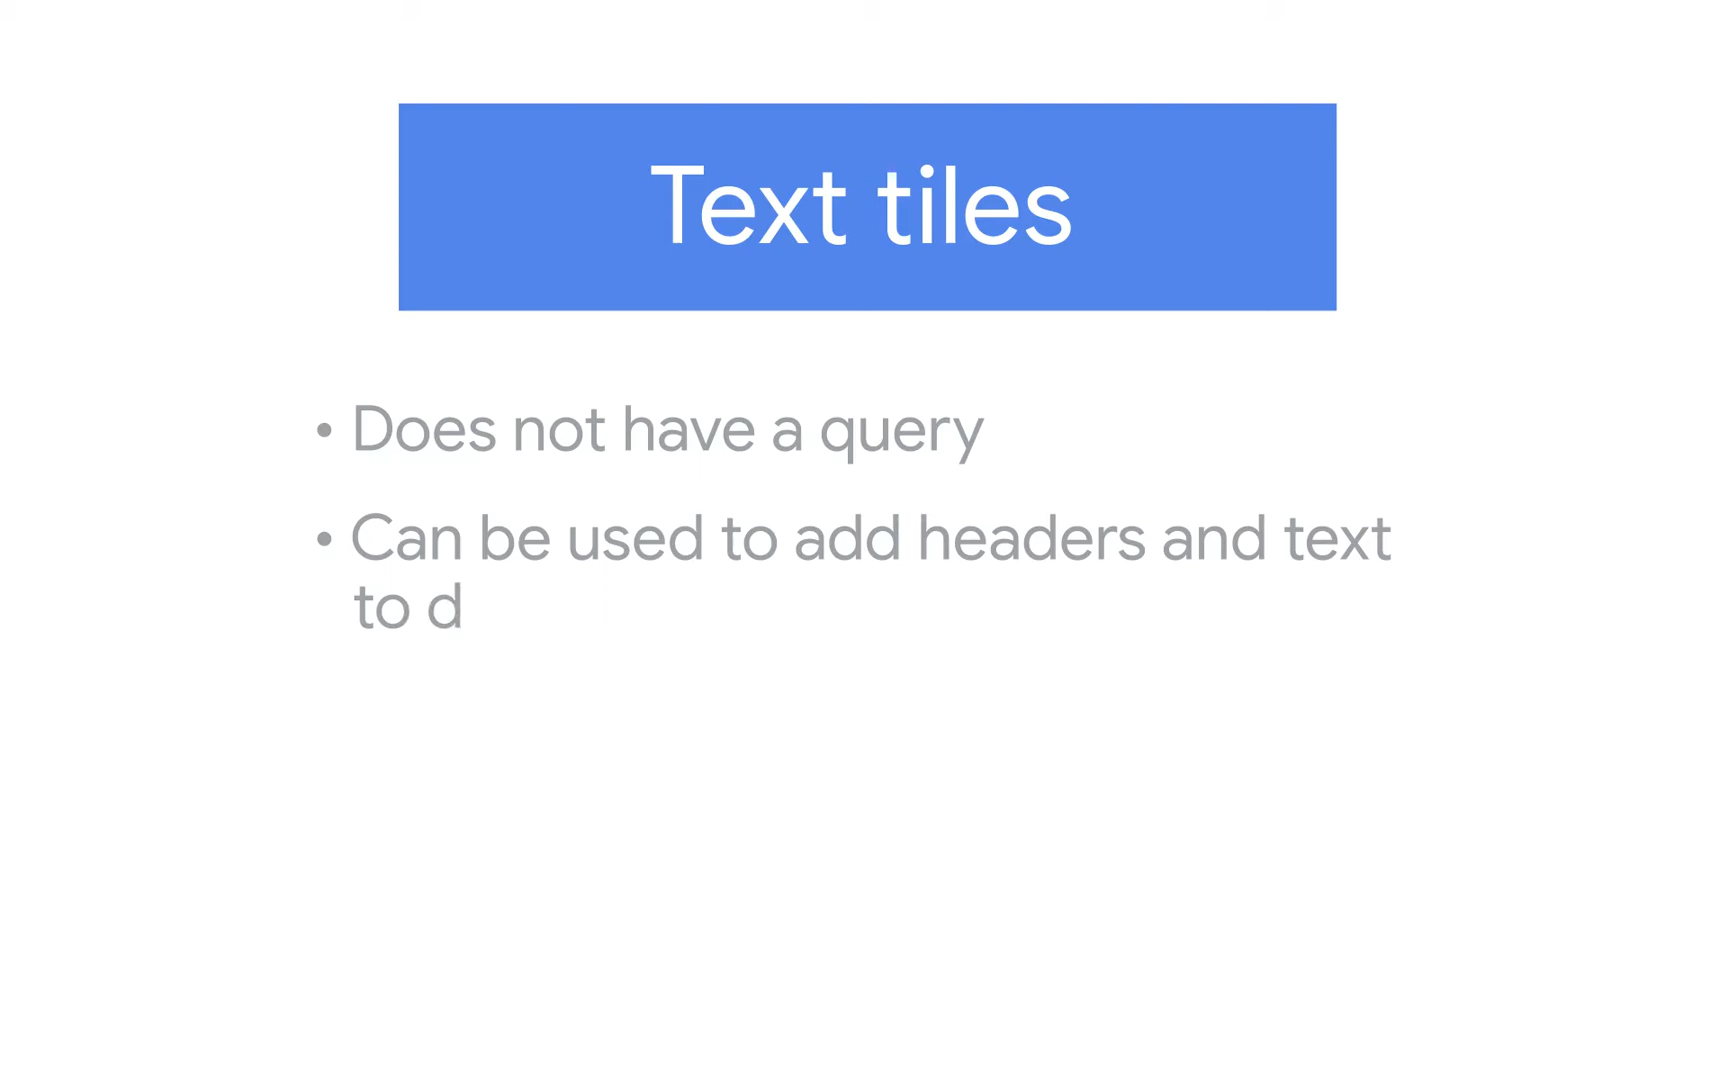 Text tiles
• Does not have a query
• Can be used to add headers and text
to d